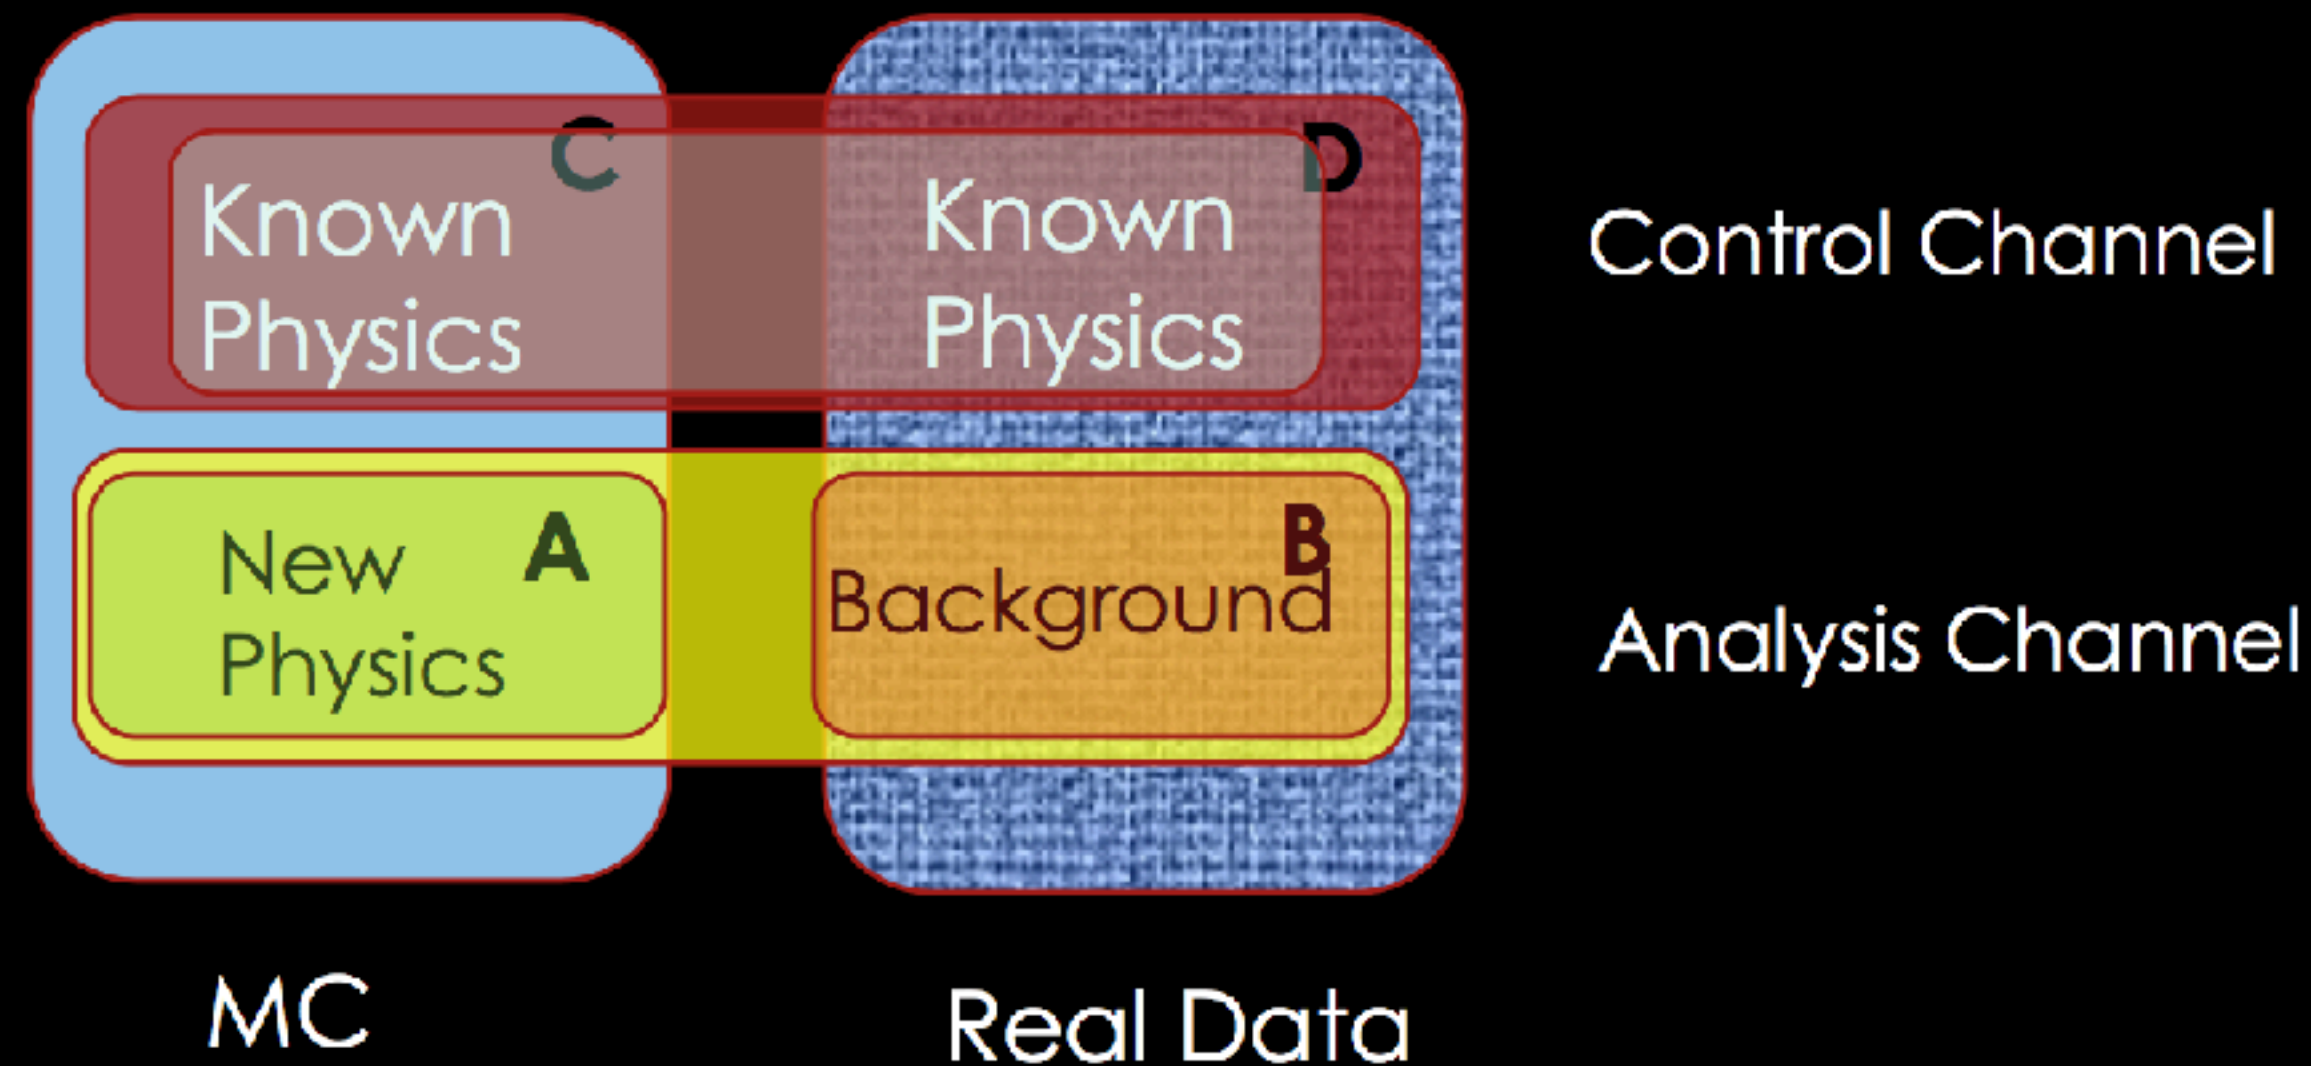 C
D
Known
Physics
Known
Physics
Control Channel
New
Physics
A
B
Background
Analysis Channel
MC
Real Data